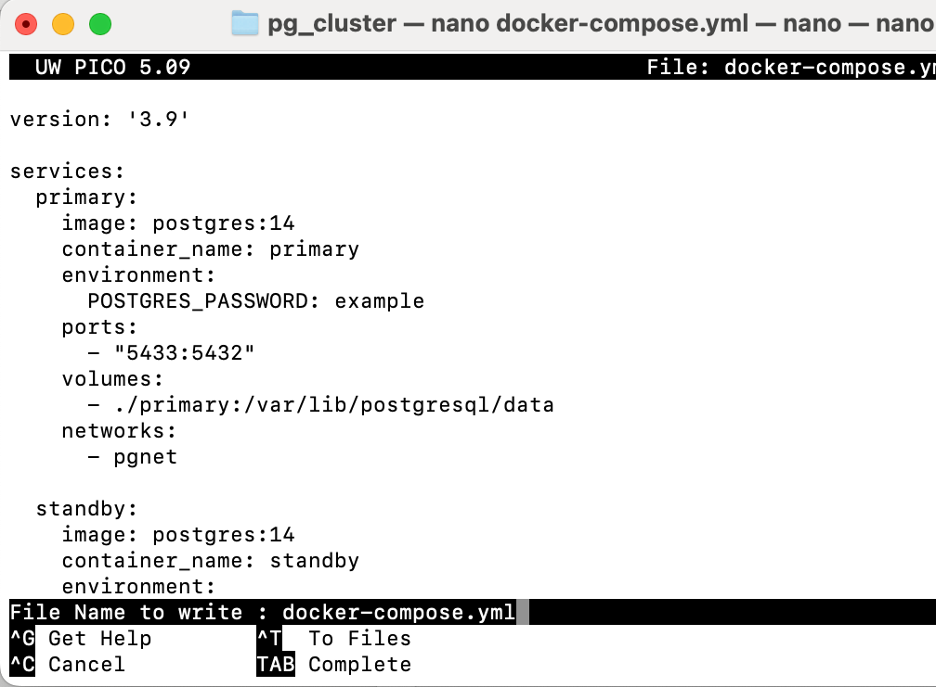 pg_cluster — nano docker-compose.yml — nano — nano
UW PICO 5.09 File: docker-compose.ym
version: '3.9'
services:
primary:
image: postgres:14
container_name: primary
environment:
POSTGRES_PASSWORD: example
ports:
- "5433:5432"
volumes:
- ./primary:/var/lib/postgresql/data
networks:
- pgnet
standby:
image: postgres:14
container_name: standby
environment:
File Name to write : docker-compose.yml
^G Get Help ^T To Files
^C Cancel TAB Complete